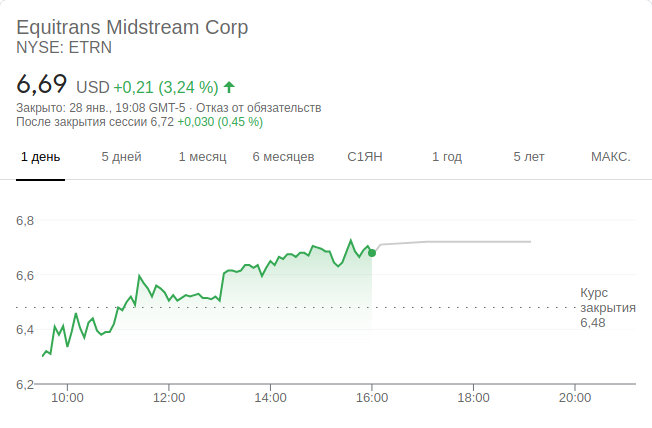 Equitrans Midstream Corp
NYSE: ETRN
6,69 USD +0,21 (3,24 %)
Закрыто: 28 янв., 19:08 GMT-5 · Отказ от обязательств
После закрытия сессии 6,72 +0,030 (0,45 %)
1 день 5 дней 1 месяц 6 месяцев С1ЯН 1 год 5 лет МАКС.
6,8
6,6
Курс
закрытия
6,48
6,4
6,2
10:00 12:00 14:00 16:00 18:00 20:00